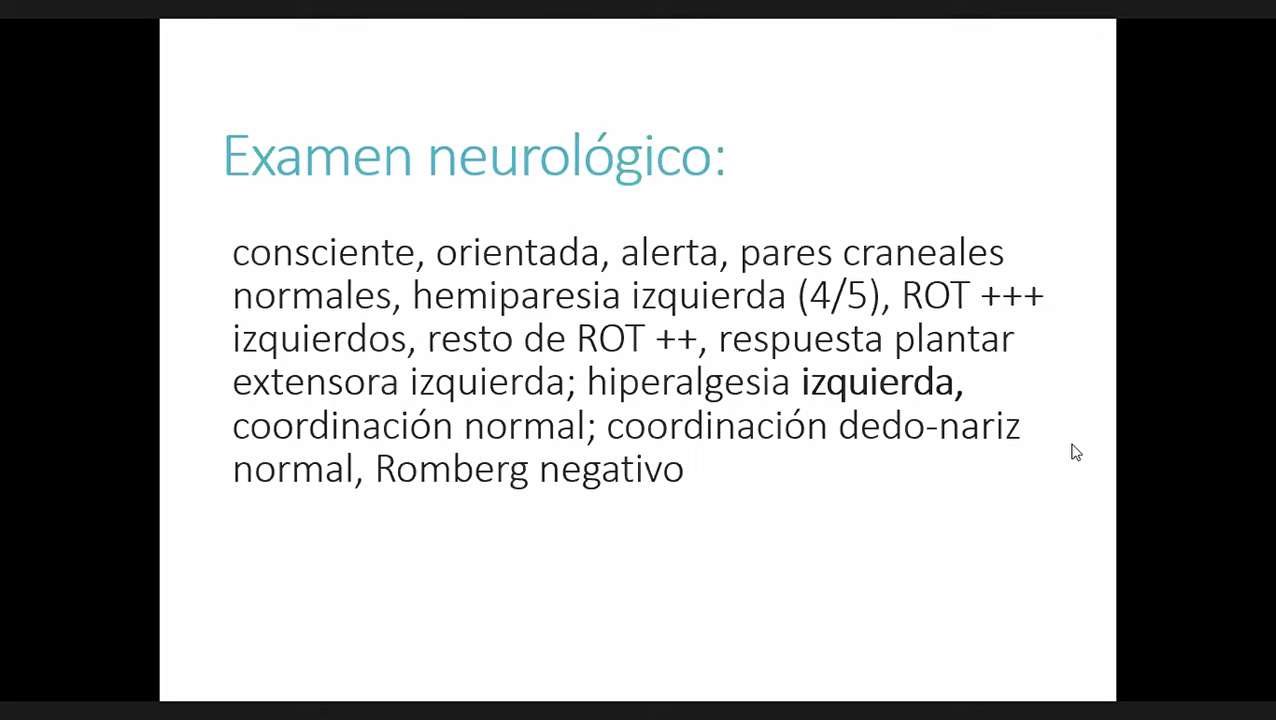 Examen neurológico:
consciente, orientada, alerta, pares craneales
normales, hemiparesia izquierda (4/5), ROT +++
izquierdos, resto de ROT ++, respuesta plantar
extensora izquierda; hiperalgesia izquierda,
coordinación normal; coordinación dedo-nariz
normal, Romberg negativo